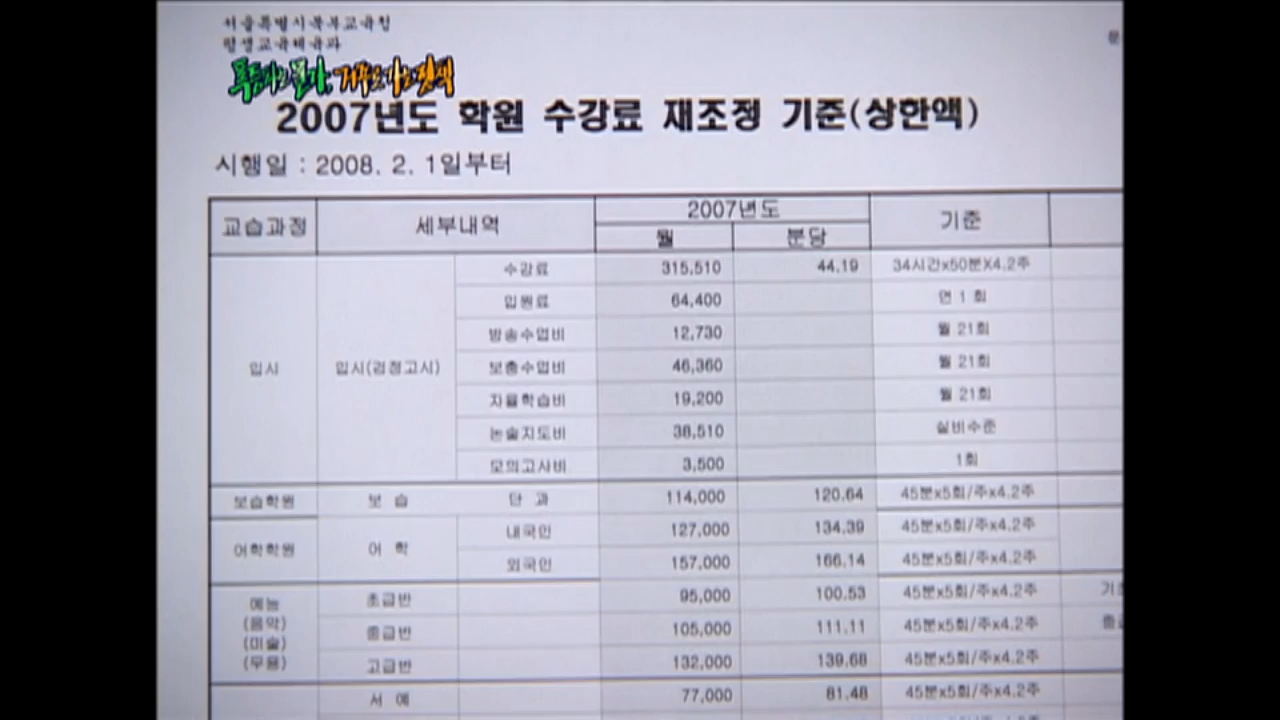 서울특별시북부교육청
평생교육체육과
폭등하는 물가, 거꾸로 가는 정책
2007년도 학원 수강료 재조정 기준(상한액)
시행일 : 2008. 2. 1일부터
교습과정 세부내역 2007년도 기준
월 분당
수강료 315,510 44.19 34시간x50분X4.2주
입원료 64,400 연 1 회
방송수업비 12,730 월 21회
입시 입시(검정고시) 보충수업비 46,360 월 21회
자율학습비 19,200 월 21회
논술지도비 38,510 실비수준
모의고사비 3,500 1회
보습학원 보 습 단 과 114,000 120.64 45분x5회/주x4.2주
어학학원 어 학 내국인 127,000 134.39 45분x5회/주x4.2주
외국인 157,000 166.14 45분x5회/주x4.2주
예능 초급반 95,000 100.53 45분x5회/주x4.2주
(음악) 중급반 105,000 111.11 45분x5회/주x4.2주
(미술)
(무용) 고급반 132,000 139.68 45분x5회/주x4.2주
서 예 77,000 81.48 45분x5회/주x4.2주